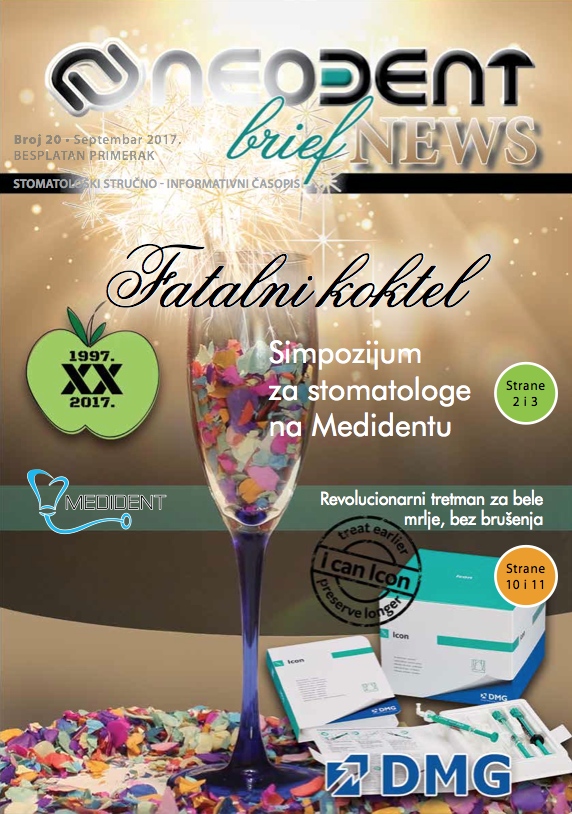 NEODENT
brief NEWS
Broj 20 - Septembar 2017.
BESPLATAN PRIMERAK
STOMATOLOŠKI STRUČNO - INFORMATIVNI ČASOPIS
Fatalni koktel
1997.
XX
2017.
Simpozijum
za stomatologe
na Medidentu
Strane
2 i 3
MEDIDENT
Revolucionarni tretman za bele
mrlje, bez brušenja
treat earlier
i can Icon
preserve longer
Strane
10 i 11
Icon
Icon
DMG
DMG
DMG